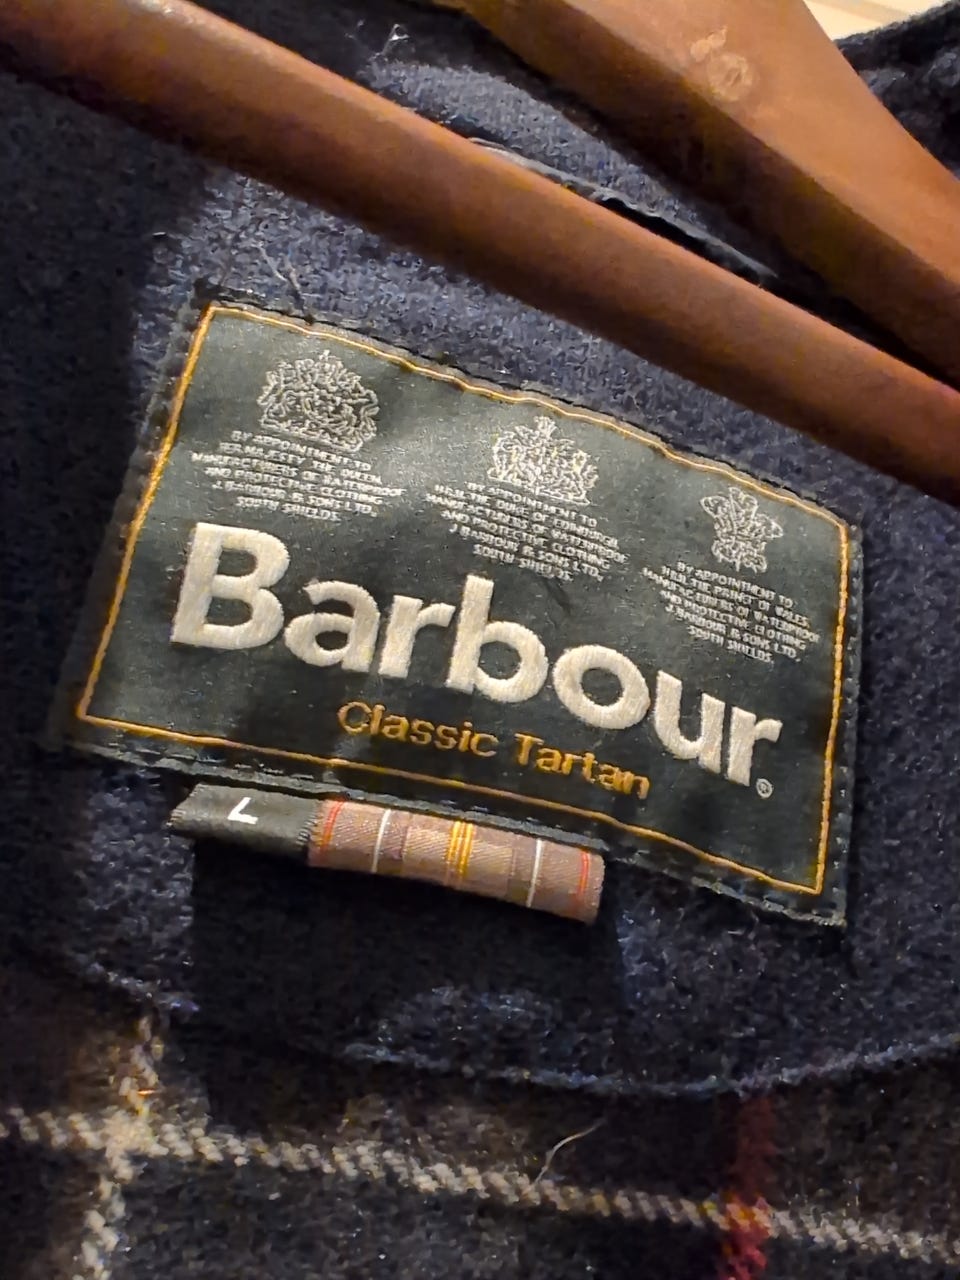 BY APPOINTMENT TO
HER MAJESTY THE QUEEN
MANUFACTURERS OF WATERPROOF
AND PROTECTIVE CLOTHING
J. BARBOUR & SONS LTD,
SOUTH SHIELDS.
BY APPOINTMENT TO
H.R.H. THE DUKE OF EDINBURGH
MANUFACTURERS OF WATERPROOF
AND PROTECTIVE CLOTHING
J. BARBOUR & SONS LTD,
SOUTH SHIELDS.
BY APPOINTMENT TO
H.R.H. THE PRINCE OF WALES
MANUFACTURERS OF WATERPROOF
AND PROTECTIVE CLOTHING
J. BARBOUR & SONS LTD,
SOUTH SHIELDS.
Barbour®
Classic Tartan
L